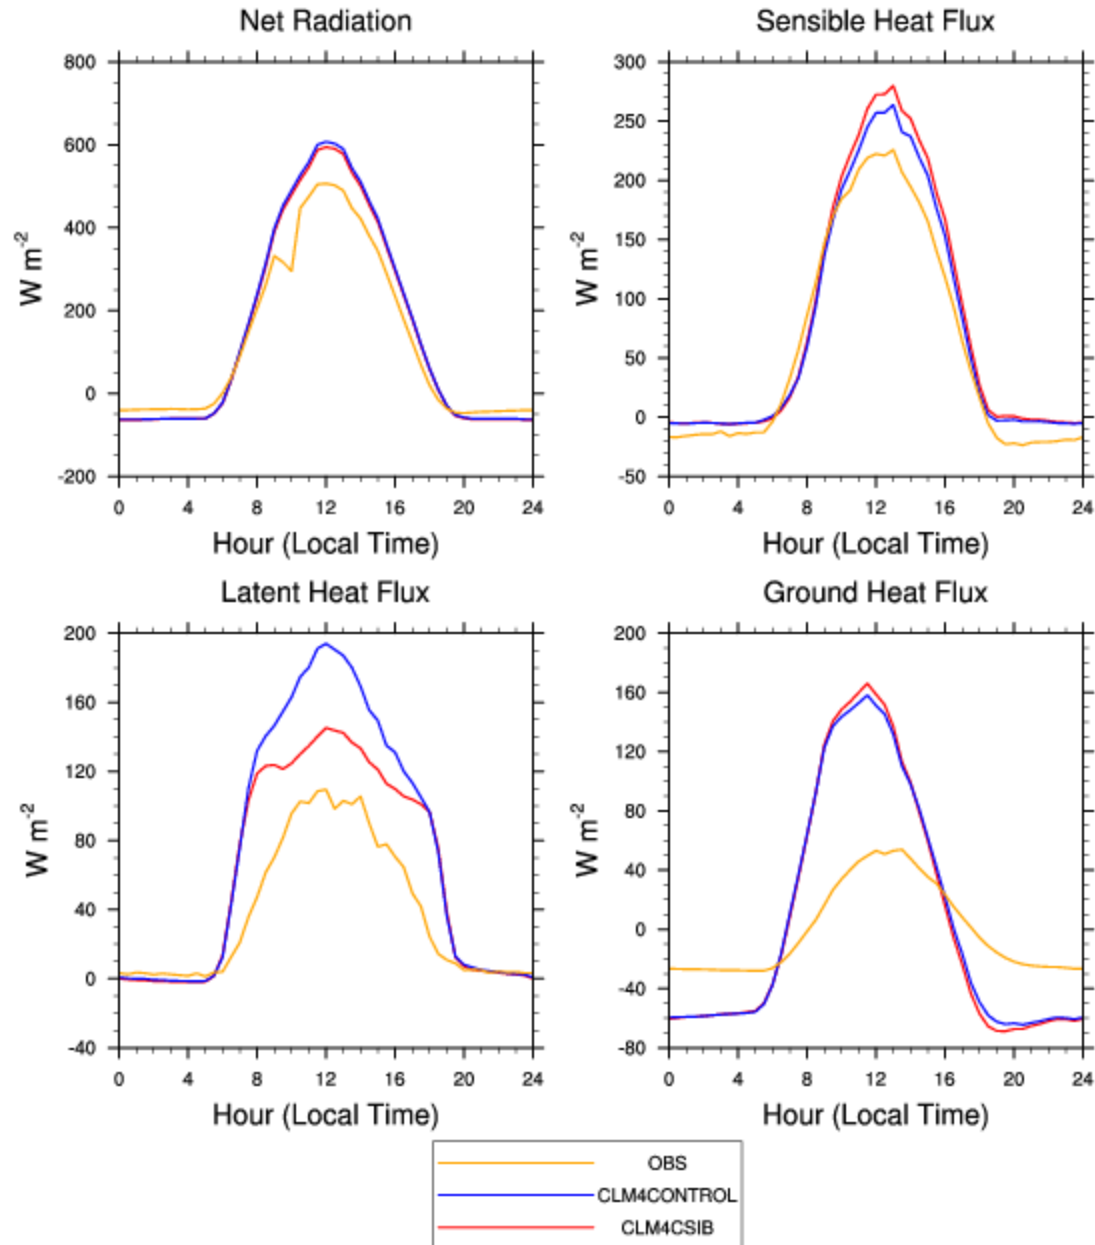 Net Radiation
800
600
400
200
0
-200
W m-2
0 4 8 12 16 20 24
Hour (Local Time)
Sensible Heat Flux
300
250
200
150
100
50
0
-50
W m-2
0 4 8 12 16 20 24
Hour (Local Time)
Latent Heat Flux
200
160
120
80
40
0
-40
W m-2
0 4 8 12 16 20 24
Hour (Local Time)
Ground Heat Flux
200
160
120
80
40
0
-40
-80
W m-2
0 4 8 12 16 20 24
Hour (Local Time)
OBS
CLM4CONTROL
CLM4CSIB